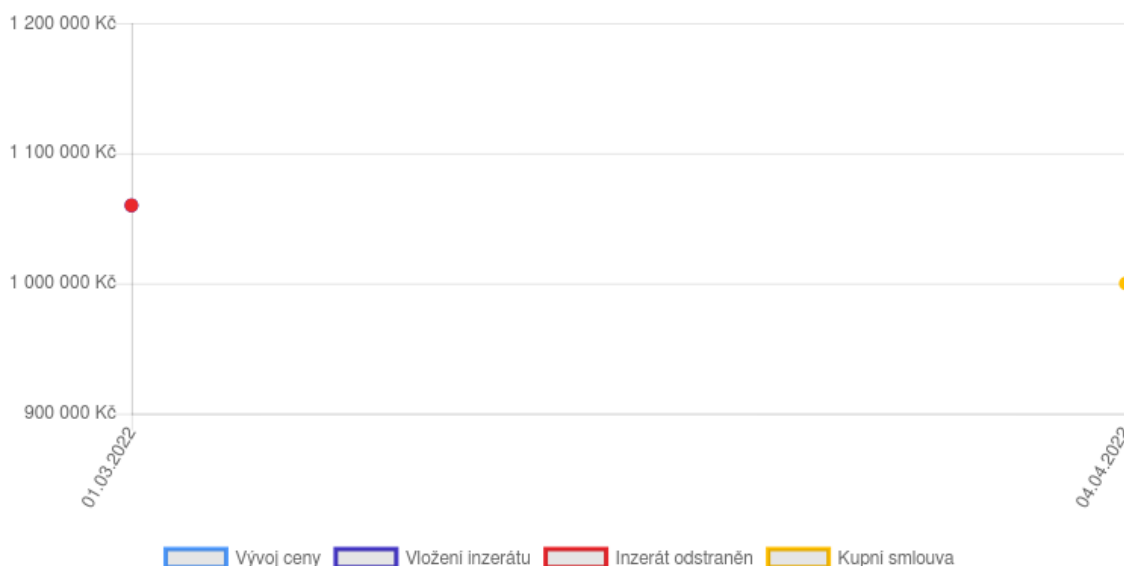 1 200 000 Kč
1 100 000 Kč
1 000 000 Kč
900 000 Kč
01.03.2022
04.04.2022
Vývoj ceny
Vložení inzerátu
Inzerát odstraněn
Kupní smlouva